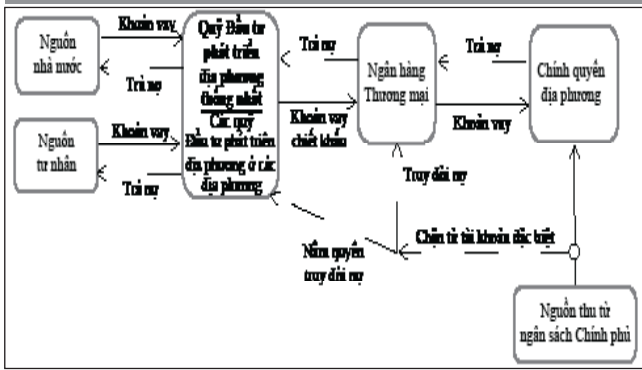 Nguồn
nhà nước
Khoản vay
Trả nợ
Nguồn
tư nhân
Khoản vay
Trả nợ
Quỹ Đầu tư
phát triển
địa phương
thống nhất
Các quỹ
Đầu tư phát triển
địa phương ở các
địa phương
Trả nợ
Khoản vay
chiết khấu
Ngân hàng
Thương mại
Trả nợ
Khoản vay
Chính quyền
địa phương
Truy đòi nợ
Nắm quyền
truy đòi nợ
Chặn từ tài khoản đặc biệt
Nguồn thu từ
ngân sách Chính phủ